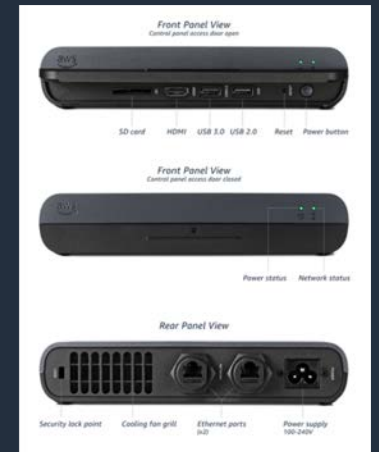 Front Panel View
Control panel access door open
aws
SD card HDMI USB 3.0 USB 2.0 Reset Power button
Front Panel View
Control panel access door closed
aws
Power status Network status
Rear Panel View
Security lock point Cooling fan grill Ethernet ports Power supply
(x2) 100-240V